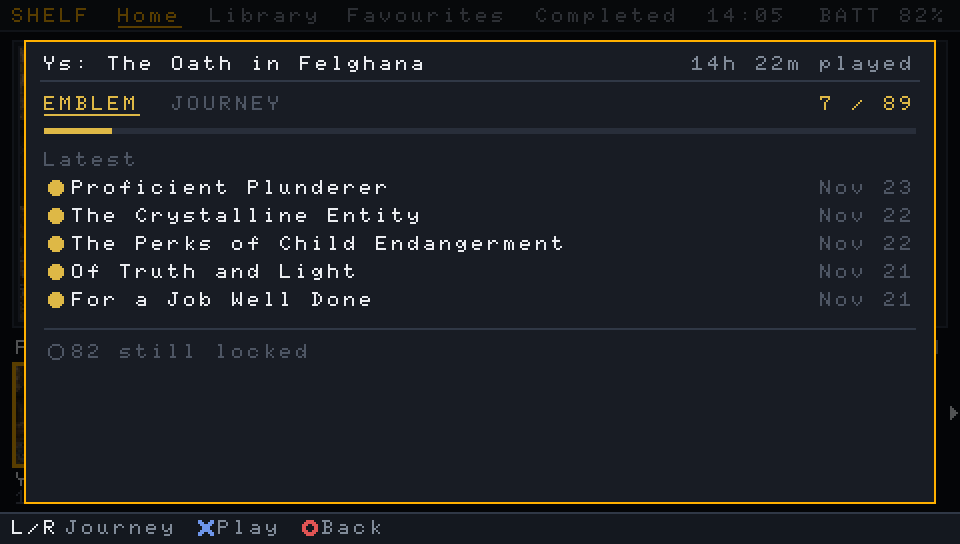 SHELF Home Library Favourites Completed 14:05 BATT 82%
Ys: The Oath in Felghana 14h 22m played
EMBLEM JOURNEY 7 / 89
Latest
Proficient Plunderer Nov 23
The Crystalline Entity Nov 22
The Perks of Child Endangerment Nov 22
Of Truth and Light Nov 21
For a Job Well Done Nov 21
82 still locked
L/R Journey Play Back